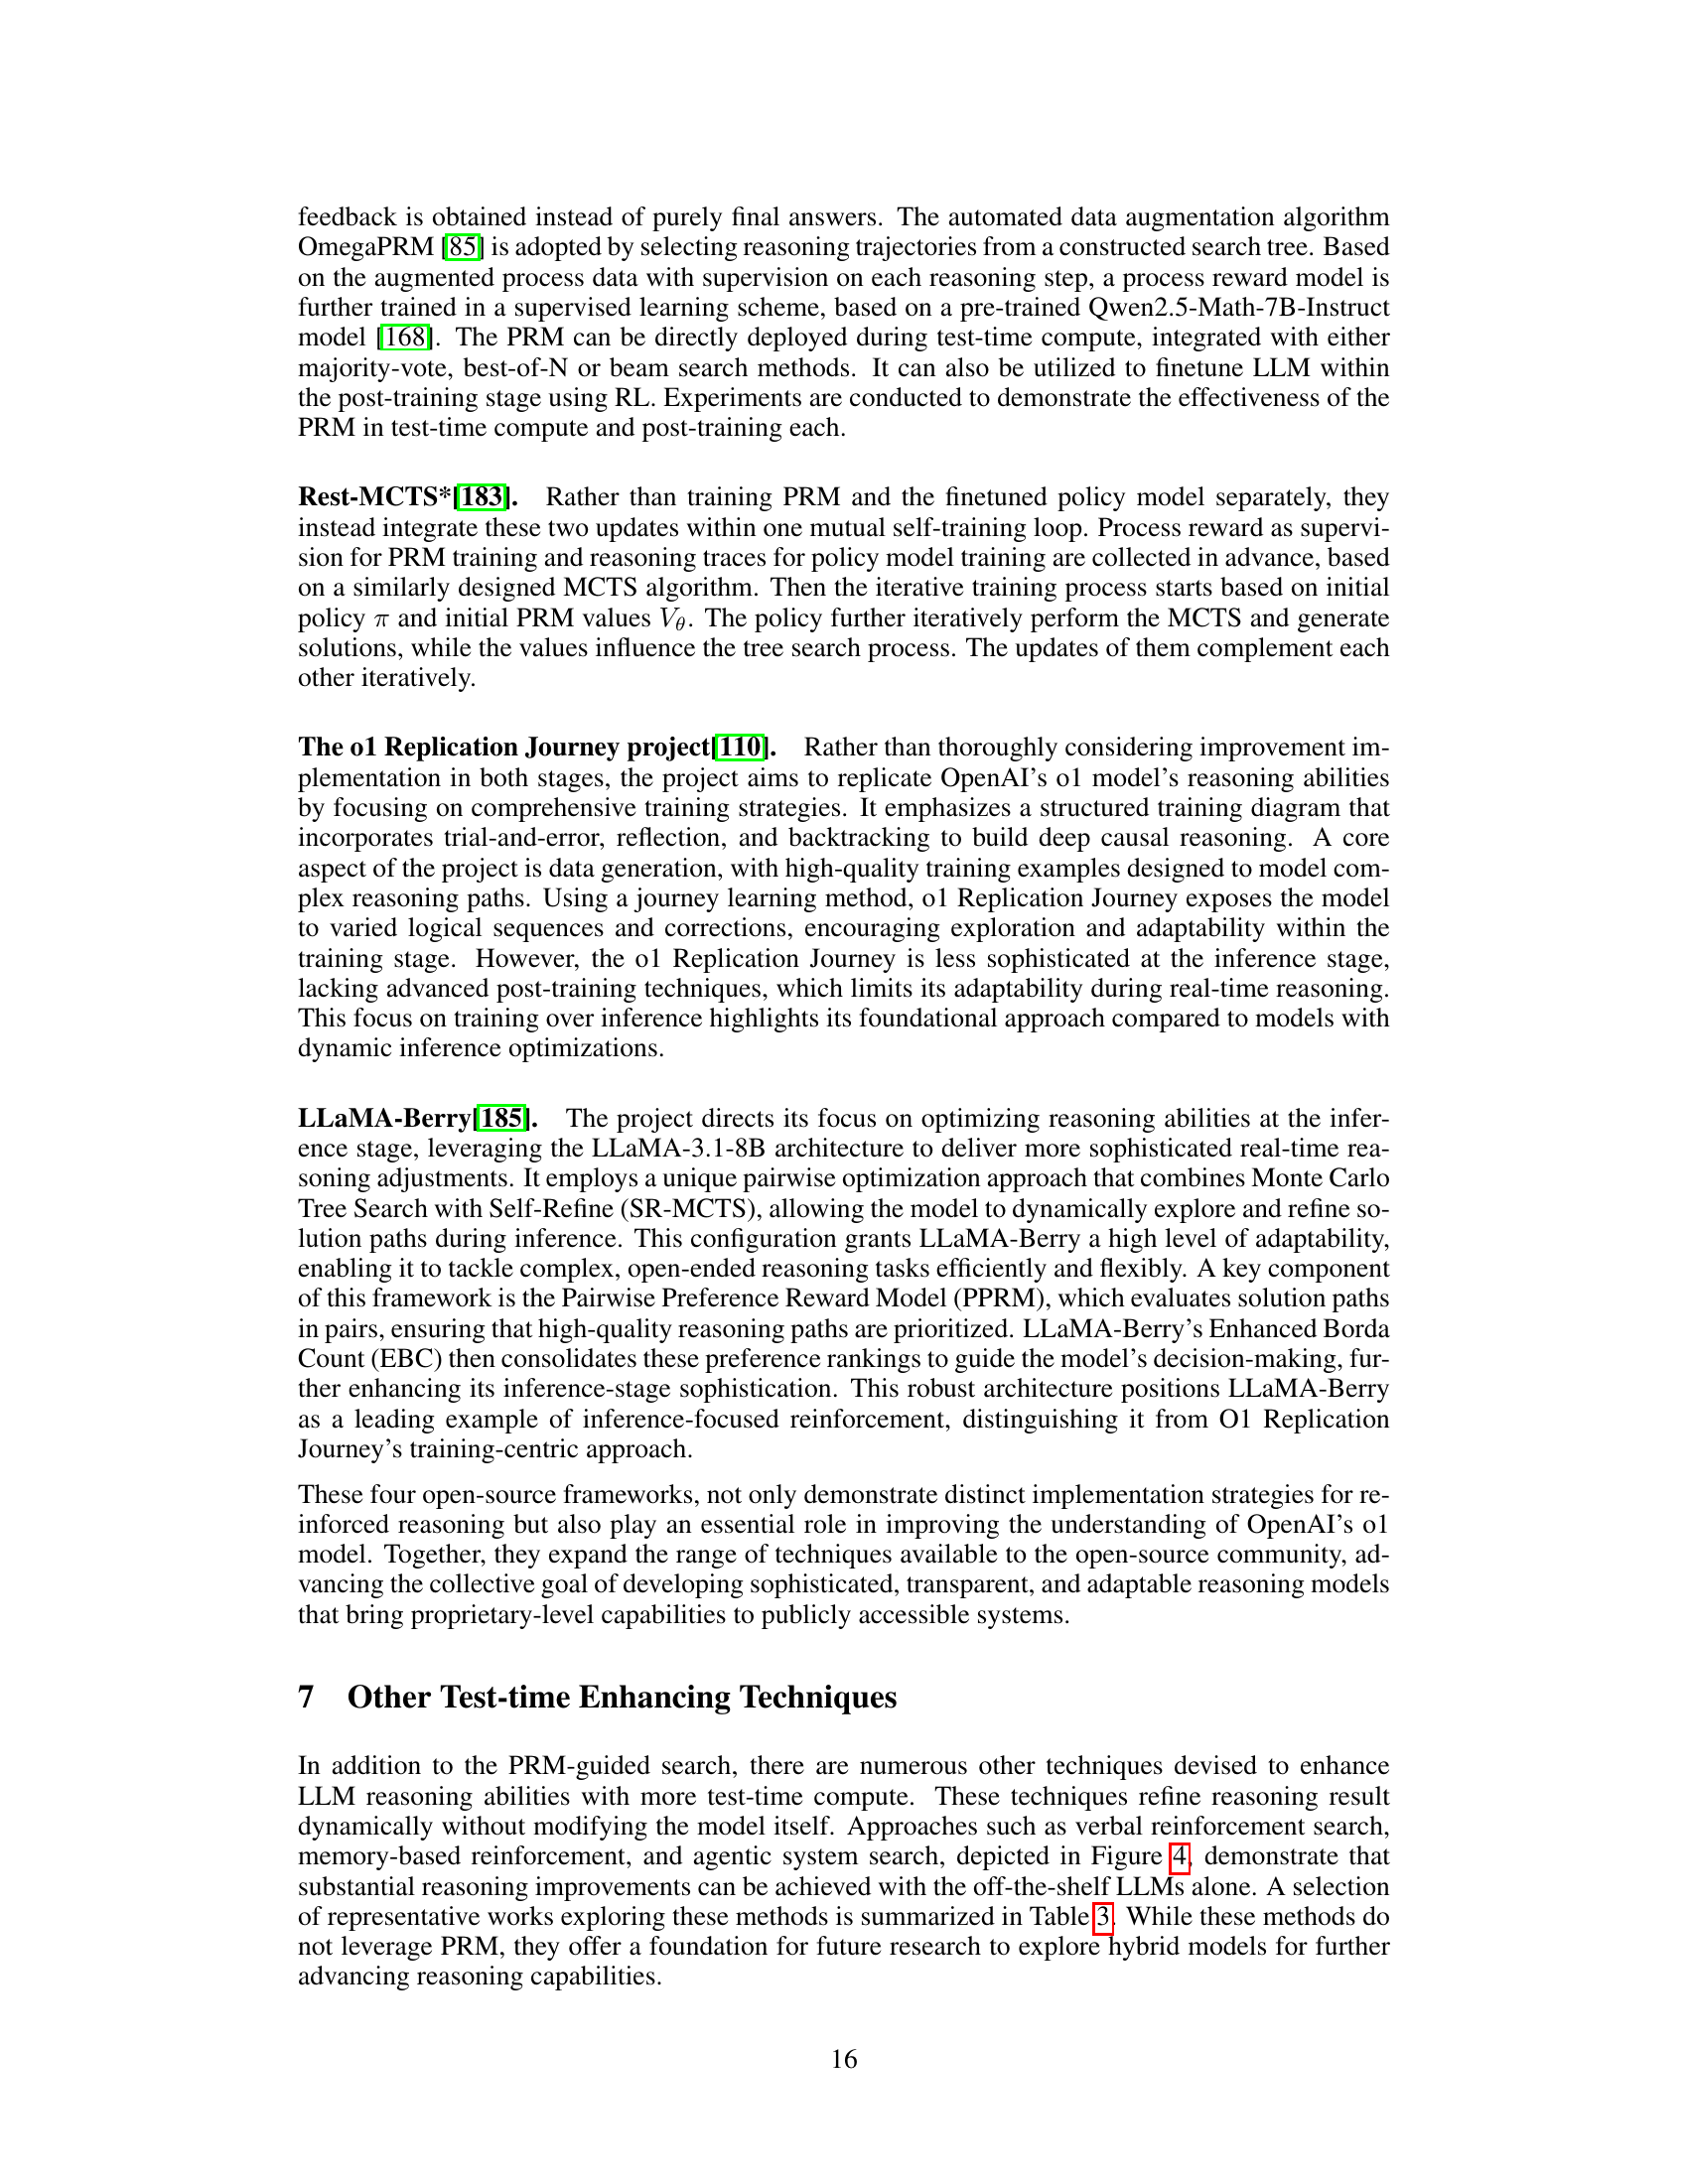 feedback is obtained instead of purely final answers. The automated data augmentation algorithm
OmegaPRM [85] is adopted by selecting reasoning trajectories from a constructed search tree. Based
on the augmented process data with supervision on each reasoning step, a process reward model is
further trained in a supervised learning scheme, based on a pre-trained Qwen2.5-Math-7B-Instruct
model [168]. The PRM can be directly deployed during test-time compute, integrated with either
majority-vote, best-of-N or beam search methods. It can also be utilized to finetune LLM within
the post-training stage using RL. Experiments are conducted to demonstrate the effectiveness of the
PRM in test-time compute and post-training each.
Rest-MCTS*[183]. Rather than training PRM and the finetuned policy model separately, they
instead integrate these two updates within one mutual self-training loop. Process reward as supervi-
sion for PRM training and reasoning traces for policy model training are collected in advance, based
on a similarly designed MCTS algorithm. Then the iterative training process starts based on initial
policy π and initial PRM values Vθ. The policy further iteratively perform the MCTS and generate
solutions, while the values influence the tree search process. The updates of them complement each
other iteratively.
The o1 Replication Journey project[110]. Rather than thoroughly considering improvement im-
plementation in both stages, the project aims to replicate OpenAI's o1 model's reasoning abilities
by focusing on comprehensive training strategies. It emphasizes a structured training diagram that
incorporates trial-and-error, reflection, and backtracking to build deep causal reasoning. A core
aspect of the project is data generation, with high-quality training examples designed to model com-
plex reasoning paths. Using a journey learning method, o1 Replication Journey exposes the model
to varied logical sequences and corrections, encouraging exploration and adaptability within the
training stage. However, the o1 Replication Journey is less sophisticated at the inference stage,
lacking advanced post-training techniques, which limits its adaptability during real-time reasoning.
This focus on training over inference highlights its foundational approach compared to models with
dynamic inference optimizations.
LLaMA-Berry[185]. The project directs its focus on optimizing reasoning abilities at the infer-
ence stage, leveraging the LLaMA-3.1-8B architecture to deliver more sophisticated real-time rea-
soning adjustments. It employs a unique pairwise optimization approach that combines Monte Carlo
Tree Search with Self-Refine (SR-MCTS), allowing the model to dynamically explore and refine so-
lution paths during inference. This configuration grants LLaMA-Berry a high level of adaptability,
enabling it to tackle complex, open-ended reasoning tasks efficiently and flexibly. A key component
of this framework is the Pairwise Preference Reward Model (PPRM), which evaluates solution paths
in pairs, ensuring that high-quality reasoning paths are prioritized. LLaMA-Berry's Enhanced Borda
Count (EBC) then consolidates these preference rankings to guide the model's decision-making, fur-
ther enhancing its inference-stage sophistication. This robust architecture positions LLaMA-Berry
as a leading example of inference-focused reinforcement, distinguishing it from O1 Replication
Journey's training-centric approach.
These four open-source frameworks, not only demonstrate distinct implementation strategies for re-
inforced reasoning but also play an essential role in improving the understanding of OpenAI's o1
model. Together, they expand the range of techniques available to the open-source community, ad-
vancing the collective goal of developing sophisticated, transparent, and adaptable reasoning models
that bring proprietary-level capabilities to publicly accessible systems.
7 Other Test-time Enhancing Techniques
In addition to the PRM-guided search, there are numerous other techniques devised to enhance
LLM reasoning abilities with more test-time compute. These techniques refine reasoning result
dynamically without modifying the model itself. Approaches such as verbal reinforcement search,
memory-based reinforcement, and agentic system search, depicted in Figure 4, demonstrate that
substantial reasoning improvements can be achieved with the off-the-shelf LLMs alone. A selection
of representative works exploring these methods is summarized in Table 3. While these methods do
not leverage PRM, they offer a foundation for future research to explore hybrid models for further
advancing reasoning capabilities.
16